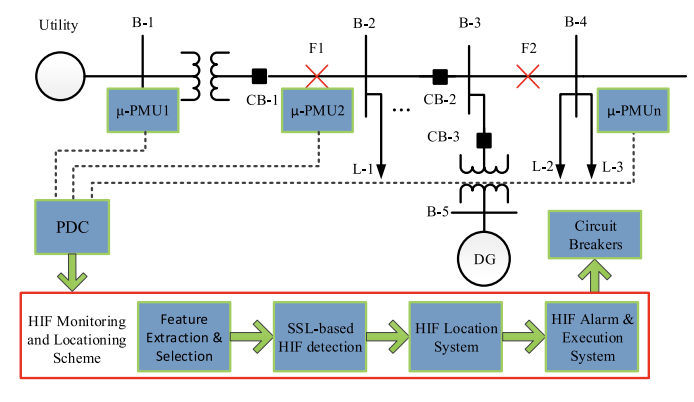 Utility
B-1
B-2
B-3
B-4
F1
F2
CB-1
CB-2
μ-PMU1
μ-PMU2
...
μ-PMUn
CB-3
L-1
L-2
L-3
B-5
PDC
DG
Circuit
Breakers
HIF Monitoring
and Locationing
Scheme
Feature
Extraction &
Selection
SSL-based
HIF detection
HIF Location
System
HIF Alarm &
Execution
System